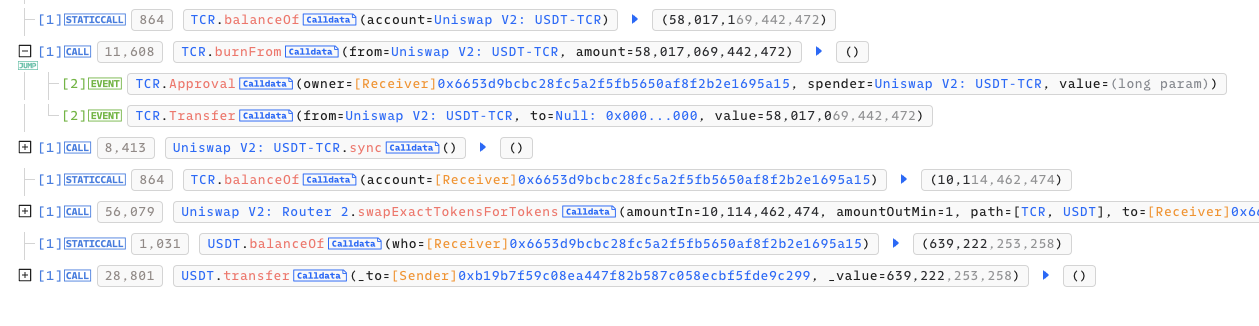 [1] STATICCALL 864 TCR.balanceOf Calldata (account=Uniswap V2: USDT-TCR) (58,017,169,442,472)
[1] CALL 11,608 TCR.burnFrom Calldata (from=Uniswap V2: USDT-TCR, amount=58,017,069,442,472) ()
JUMP
[2] EVENT TCR.Approval Calldata (owner=[Receiver]0x6653d9bcbc28fc5a2f5fb5650af8f2b2e1695a15, spender=Uniswap V2: USDT-TCR, value=(long param))
[2] EVENT TCR.Transfer Calldata (from=Uniswap V2: USDT-TCR, to=Null: 0x000...000, value=58,017,069,442,472)
[1] CALL 8,413 Uniswap V2: USDT-TCR.sync Calldata () ()
[1] STATICCALL 864 TCR.balanceOf Calldata (account=[Receiver]0x6653d9bcbc28fc5a2f5fb5650af8f2b2e1695a15) (10,114,462,474)
[1] CALL 56,079 Uniswap V2: Router 2.swapExactTokensForTokens Calldata (amountIn=10,114,462,474, amountOutMin=1, path=[TCR, USDT], to=[Receiver]0x6
[1] STATICCALL 1,031 USDT.balanceOf Calldata (who=[Receiver]0x6653d9bcbc28fc5a2f5fb5650af8f2b2e1695a15) (639,222,253,258)
[1] CALL 28,801 USDT.transfer Calldata (_to=[Sender]0xb19b7f59c08ea447f82b587c058ecbf5fde9c299, _value=639,222,253,258) ()